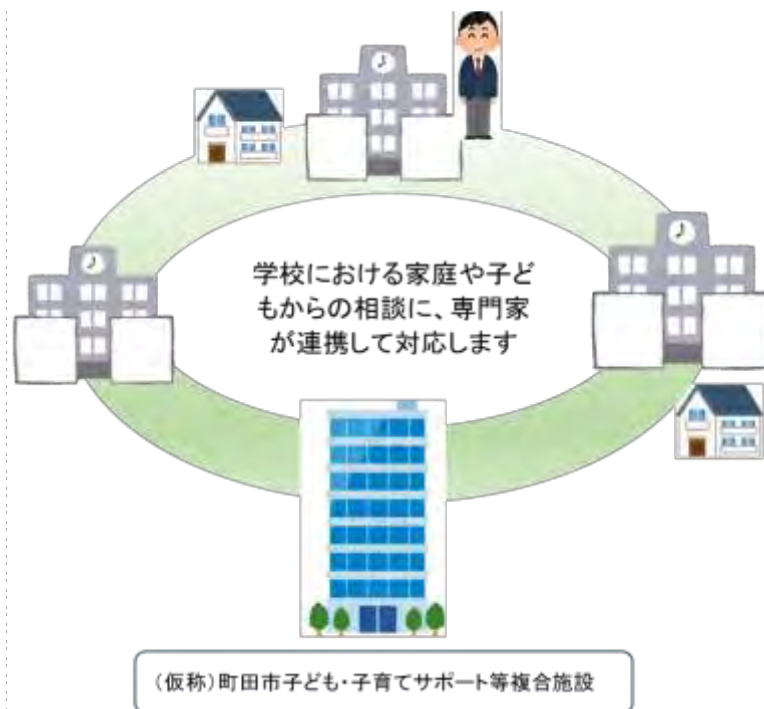 学校における家庭や子ど
もからの相談に、専門家
が連携して対応します
（仮称）町田市子ども・子育てサポート等複合施設